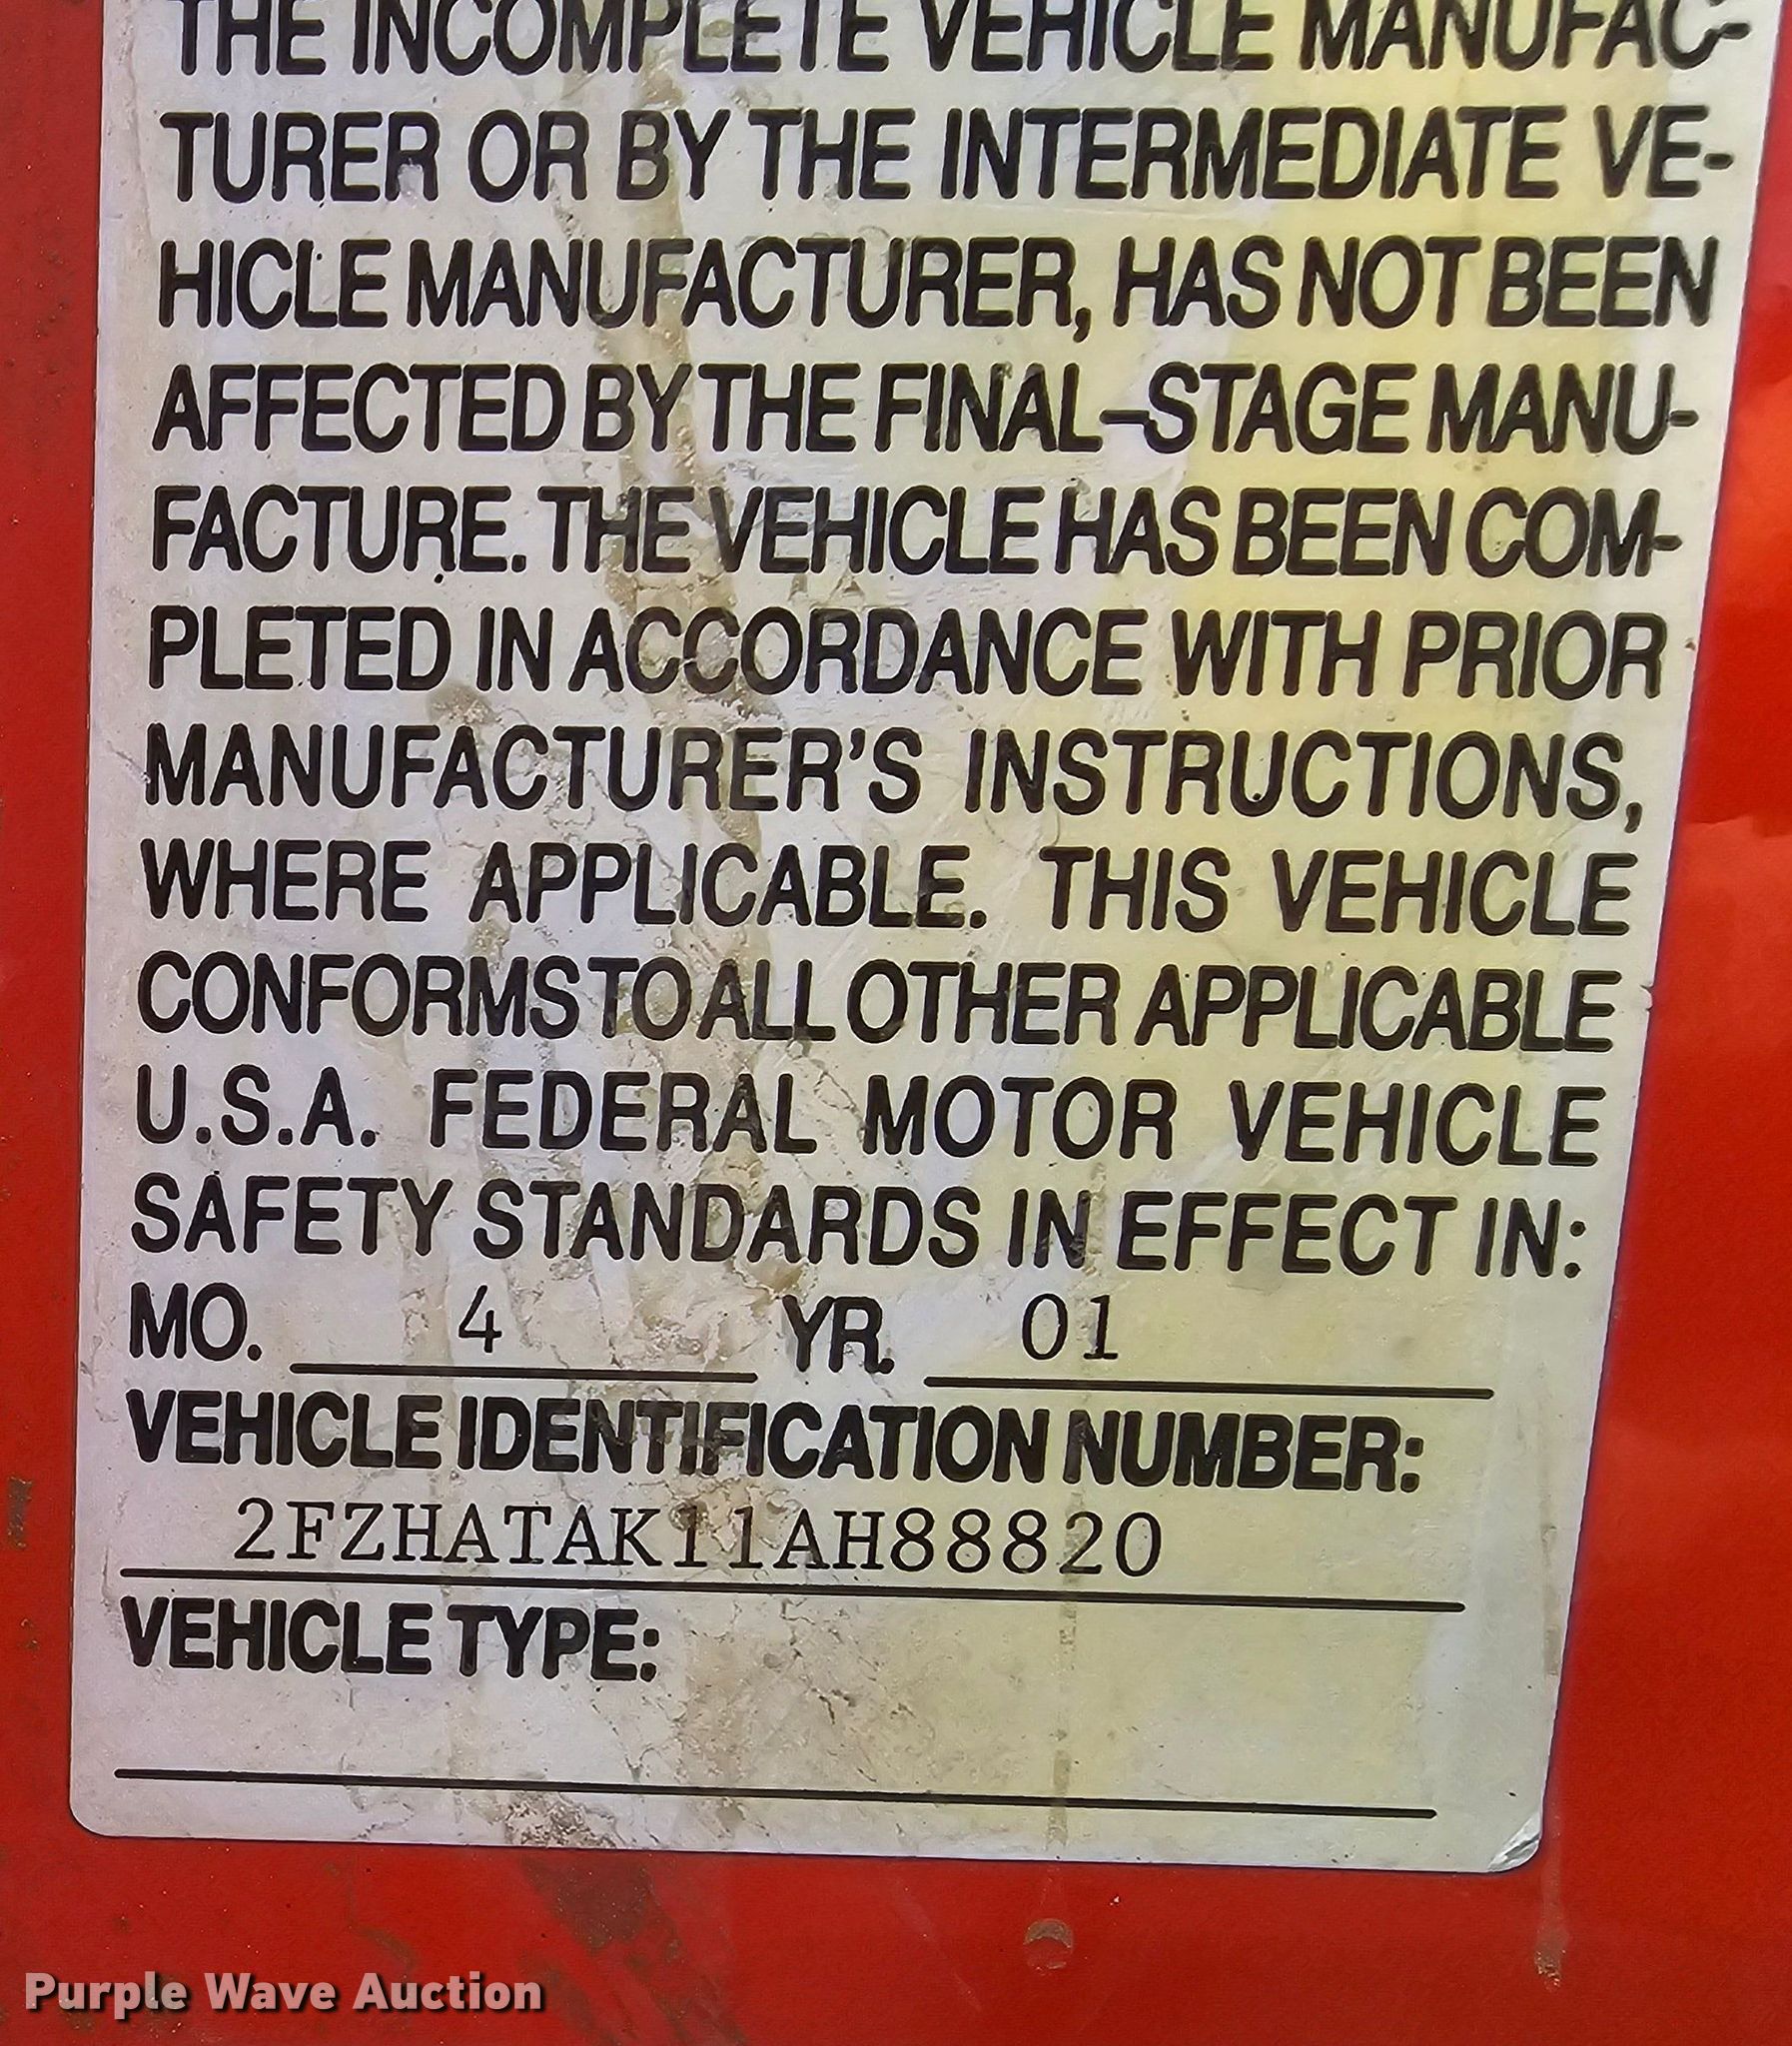 THE INCOMPLETE VEHICLE MANUFAC-
TURER OR BY THE INTERMEDIATE VE-
HICLE MANUFACTURER, HAS NOT BEEN
AFFECTED BY THE FINAL-STAGE MANU-
FACTURE. THE VEHICLE HAS BEEN COM-
PLETED IN ACCORDANCE WITH PRIOR
MANUFACTURER'S INSTRUCTIONS,
WHERE APPLICABLE. THIS VEHICLE
CONFORMS TO ALL OTHER APPLICABLE
U.S.A. FEDERAL MOTOR VEHICLE
SAFETY STANDARDS IN EFFECT IN:
MO. 4 YR. 01
VEHICLE IDENTIFICATION NUMBER:
2FZHATAK11AH88820
VEHICLE TYPE:
Purple Wave Auction